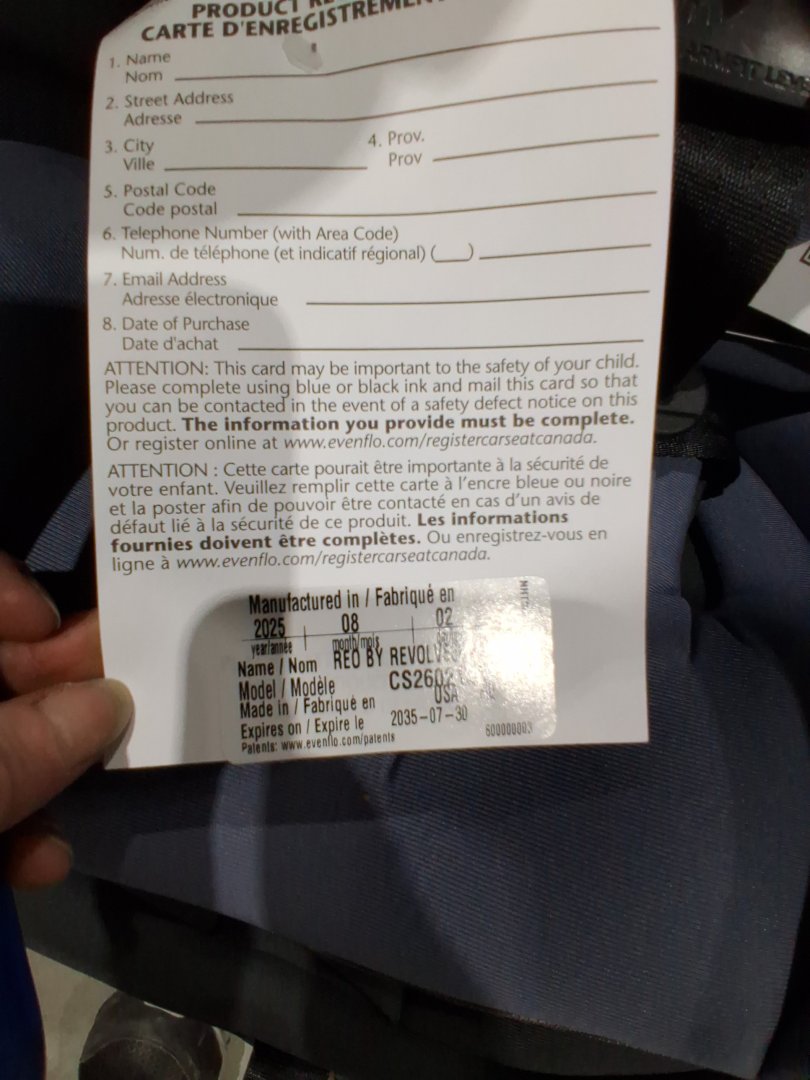 PRODUCT
CARTE D'ENREGISTREMEN
1. Name
Nom
2. Street Address
Adresse
3. City
Ville
4. Prov.
Prov
5. Postal Code
Code postal
6. Telephone Number (with Area Code)
Num. de téléphone (et indicatif régional) (___)
7. Email Address
Adresse électronique
8. Date of Purchase
Date d'achat
ATTENTION: This card may be important to the safety of your child.
Please complete using blue or black ink and mail this card so that
you can be contacted in the event of a safety defect notice on this
product. The information you provide must be complete.
Or register online at www.evenflo.com/registercarseatcanada.
ATTENTION : Cette carte pourait être importante à la sécurité de
votre enfant. Veuillez remplir cette carte à l'encre bleue ou noire
et la poster afin de pouvoir être contacté en cas d'un avis de
défaut lié à la sécurité de ce produit. Les informations
fournies doivent être complètes. Ou enregistrez-vous en
ligne à www.evenflo.com/registercarseatcanada.
Manufactured in / Fabriqué en
2025 08 02
year/année month/mois
Name / Nom REO BY REVOLVE
Model / Modèle CS2602
Made in / Fabriqué en USA
Expires on / Expire le 2035-07-30
Patents: www.evenflo.com/patents